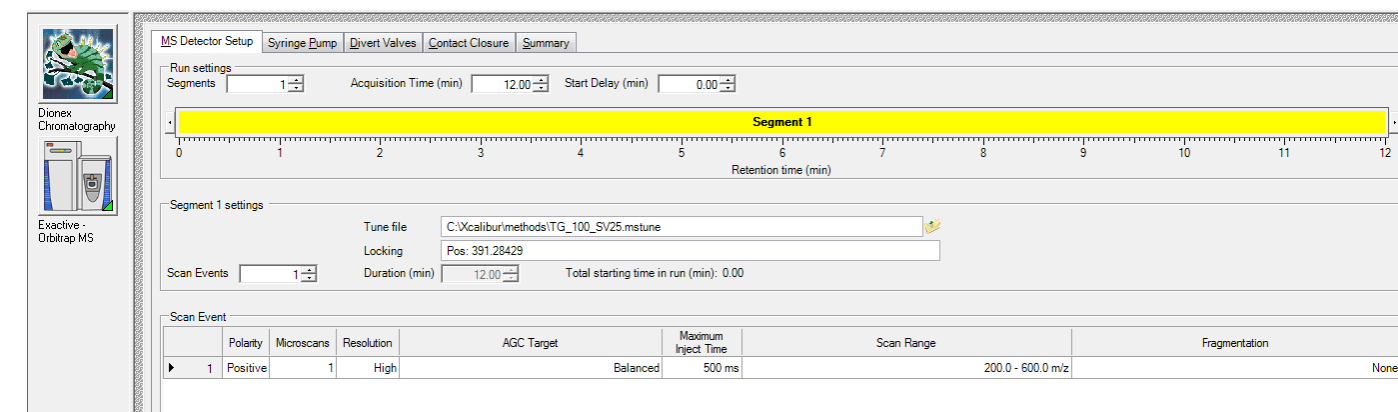 MS Detector Setup Syringe Pump Divert Valves Contact Closure Summary
Run settings
Segments 1 Acquisition Time (min) 12.00 Start Delay (min) 0.00
Dionex
Chromatography
Segment 1
0 1 2 3 4 5 6 7 8 9 10 11 12
Retention time (min)
Segment 1 settings
Exactive -
Orbitrap MS
Tune file C:\Xcalibur\methods\TG_100_SV25.mstune
Locking Pos: 391.28429
Scan Events 1 Duration (min) 12.00 Total starting time in run (min): 0.00
Scan Event
Polarity Microscans Resolution AGC Target Maximum Inject Time Scan Range Fragmentation
1 Positive 1 High Balanced 500 ms 200.0 - 600.0 m/z None